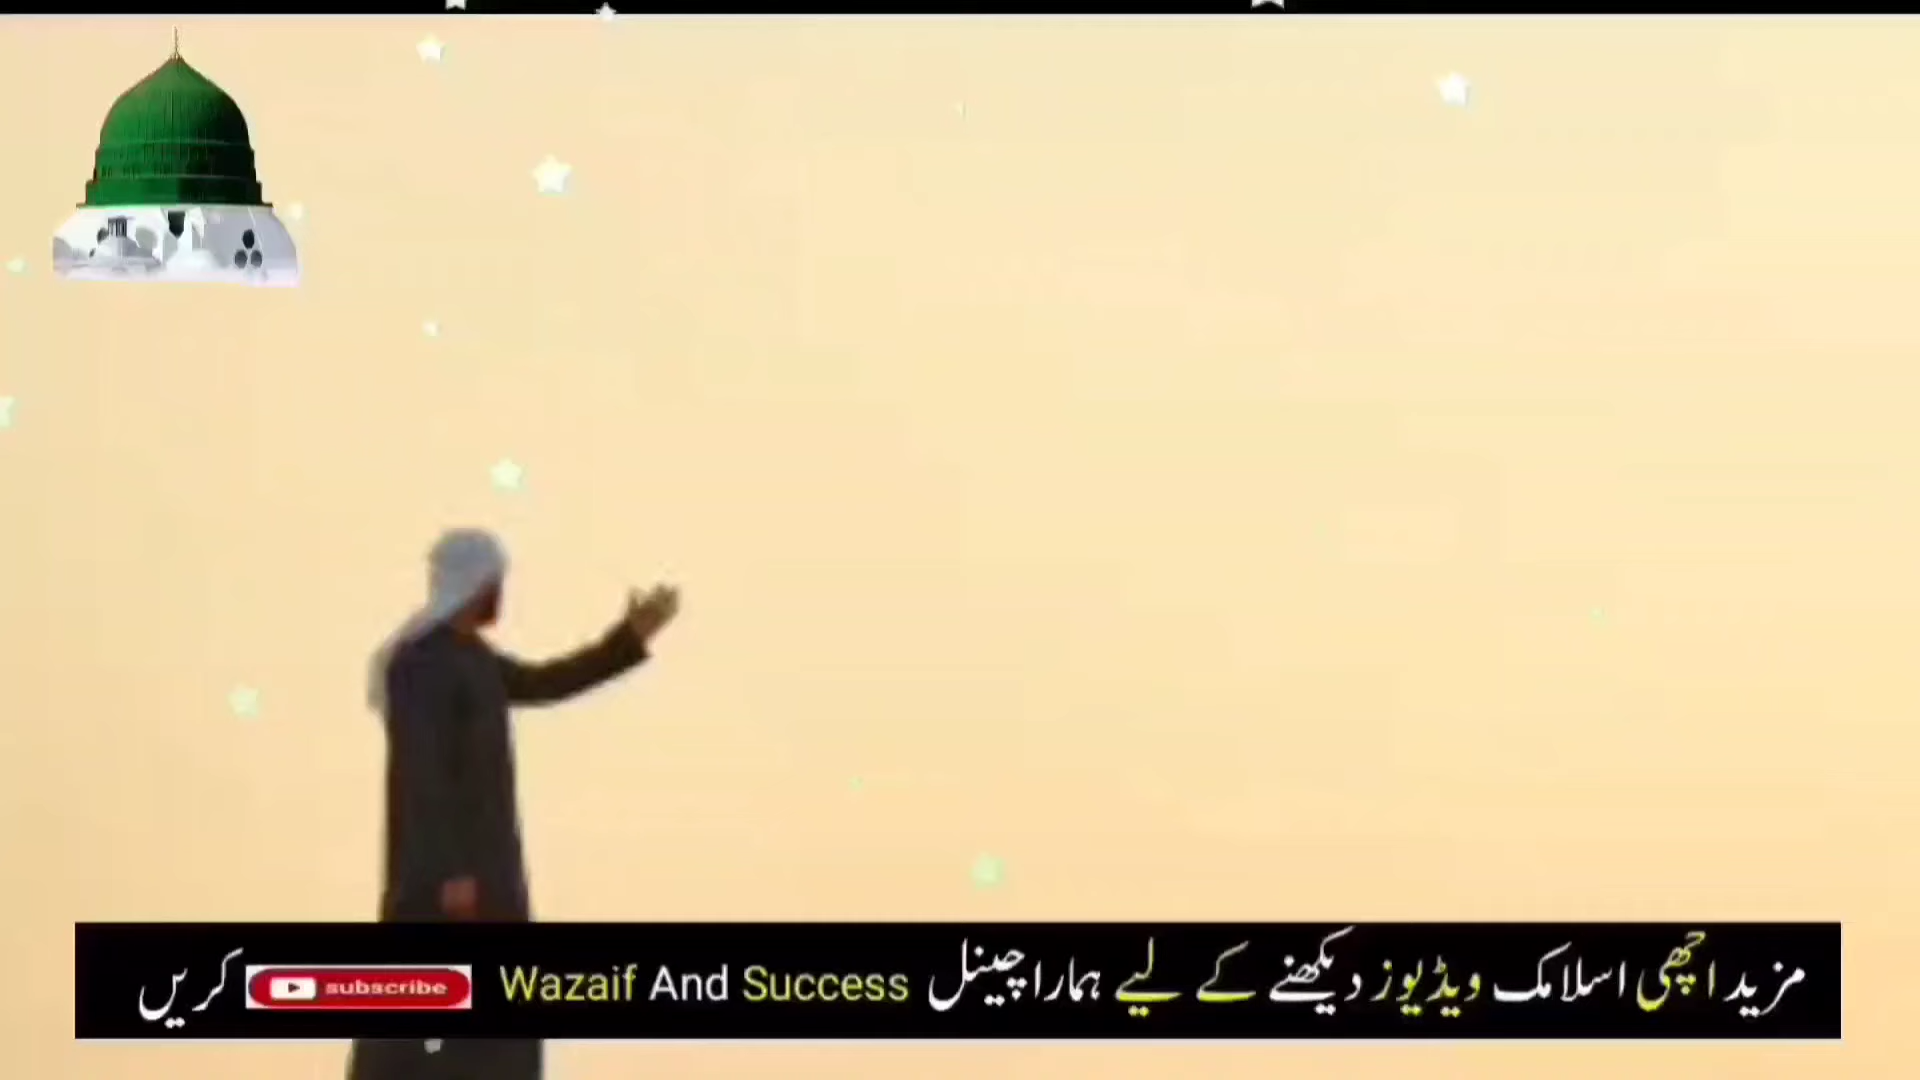 مزید اچھی اسلامک ویڈیوز دیکھنے کے لیے ہمارا چینل Wazaif And Success subscribe کریں